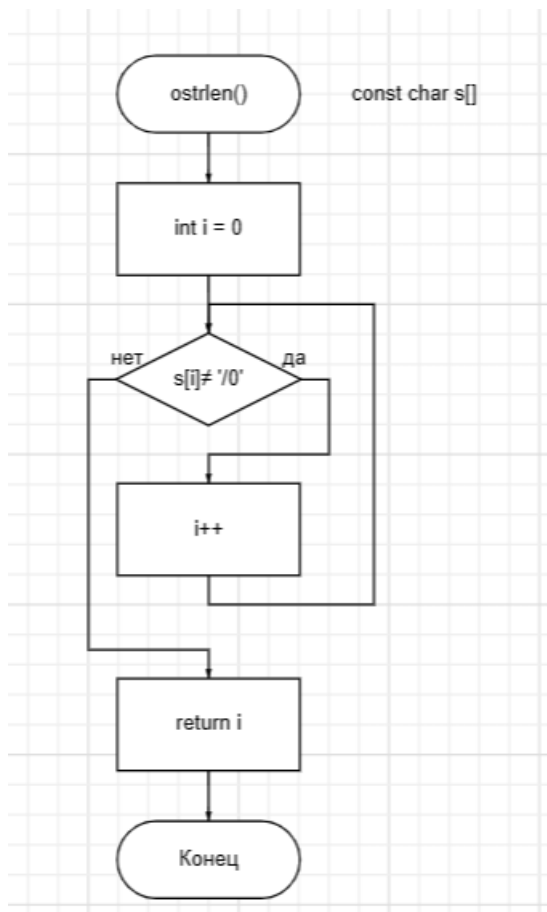 ostrlen()
const char s[]
int i = 0
нет
да
s[i]≠ '/0'
i++
return i
Конец